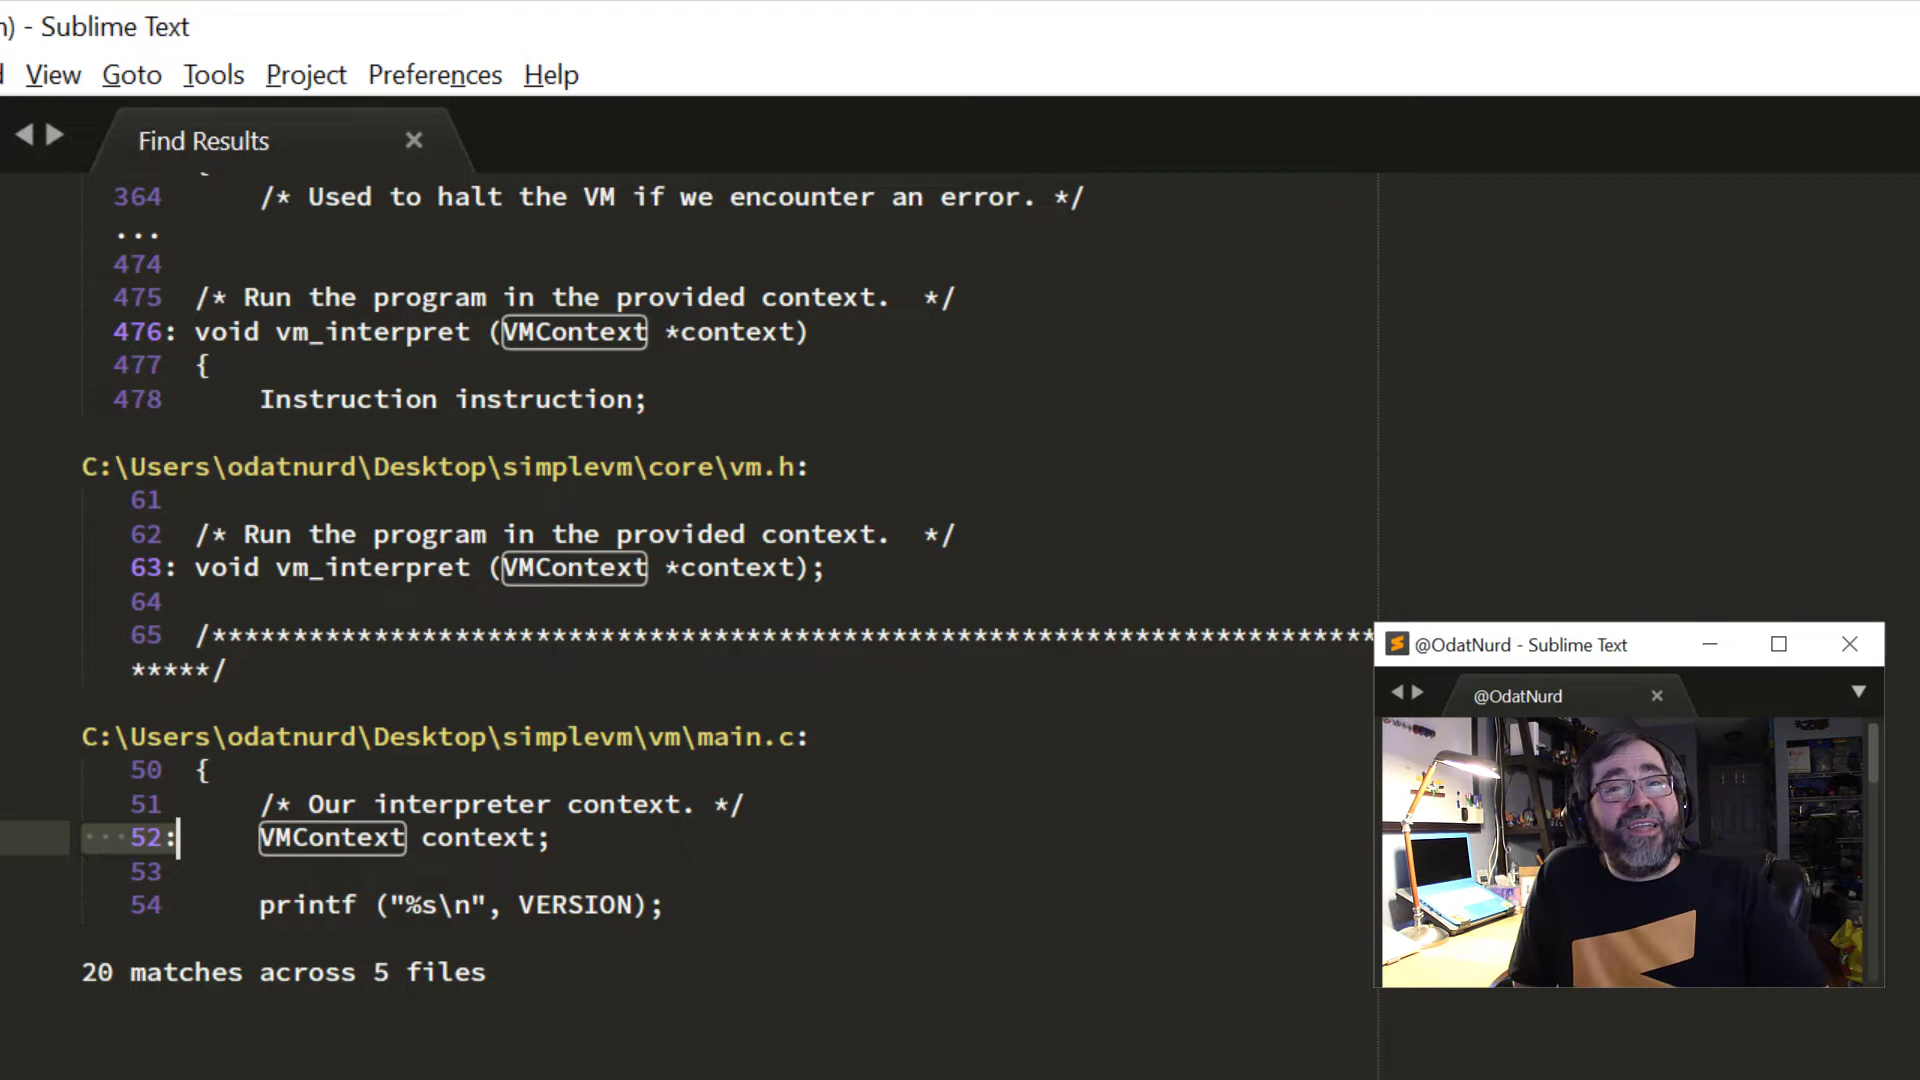 ) - Sublime Text
View Goto Tools Project Preferences Help
Find Results
{
364 /* Used to halt the VM if we encounter an error. */
...
474
475 /* Run the program in the provided context.  */
476: void vm_interpret (VMContext *context)
477 {
478 Instruction instruction;
C:\Users\odatnurd\Desktop\simplevm\core\vm.h:
61
62 /* Run the program in the provided context.  */
63: void vm_interpret (VMContext *context);
64
65 /************************************************************************
*****/
C:\Users\odatnurd\Desktop\simplevm\vm\main.c:
50 {
51 /* Our interpreter context. */
52: VMContext context;
53
54 printf ("%s\n", VERSION);
20 matches across 5 files
@OdatNurd - Sublime Text
@OdatNurd